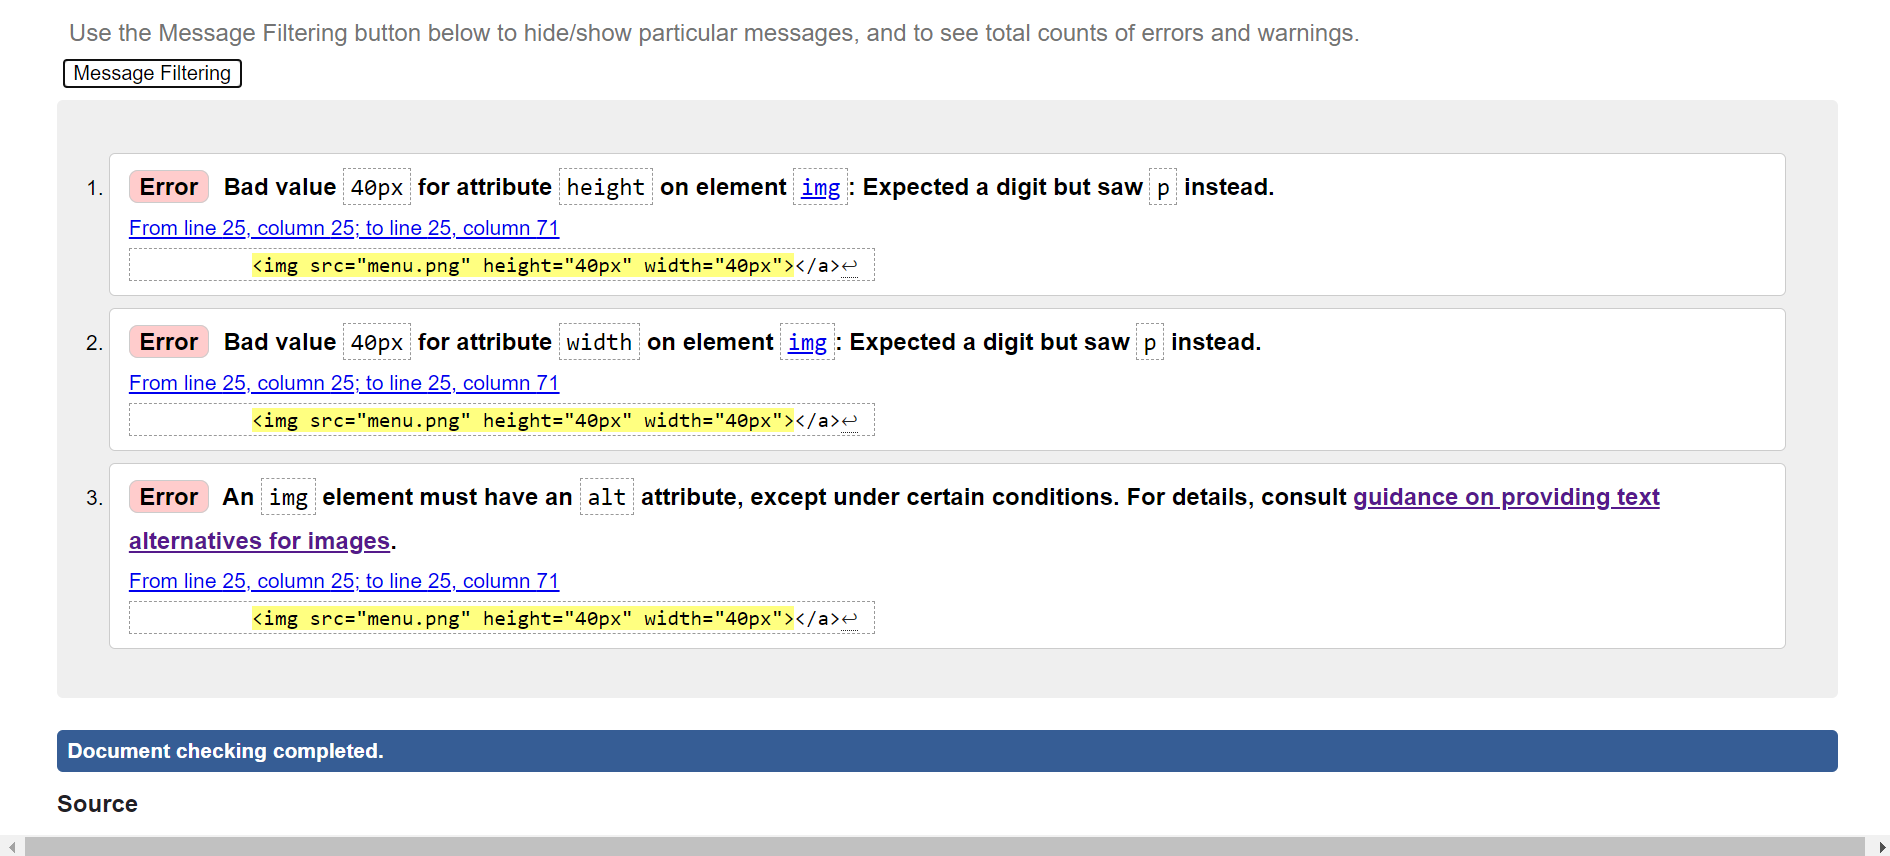 Use the Message Filtering button below to hide/show particular messages, and to see total counts of errors and warnings.
Message Filtering
1. Error Bad value 40px for attribute height on element img: Expected a digit but saw p instead.
From line 25, column 25; to line 25, column 71
<img src="menu.png" height="40px" width="40px"></a>↩
2. Error Bad value 40px for attribute width on element img: Expected a digit but saw p instead.
From line 25, column 25; to line 25, column 71
<img src="menu.png" height="40px" width="40px"></a>↩
3. Error An img element must have an alt attribute, except under certain conditions. For details, consult guidance on providing text
alternatives for images.
From line 25, column 25; to line 25, column 71
<img src="menu.png" height="40px" width="40px"></a>↩
Document checking completed.
Source